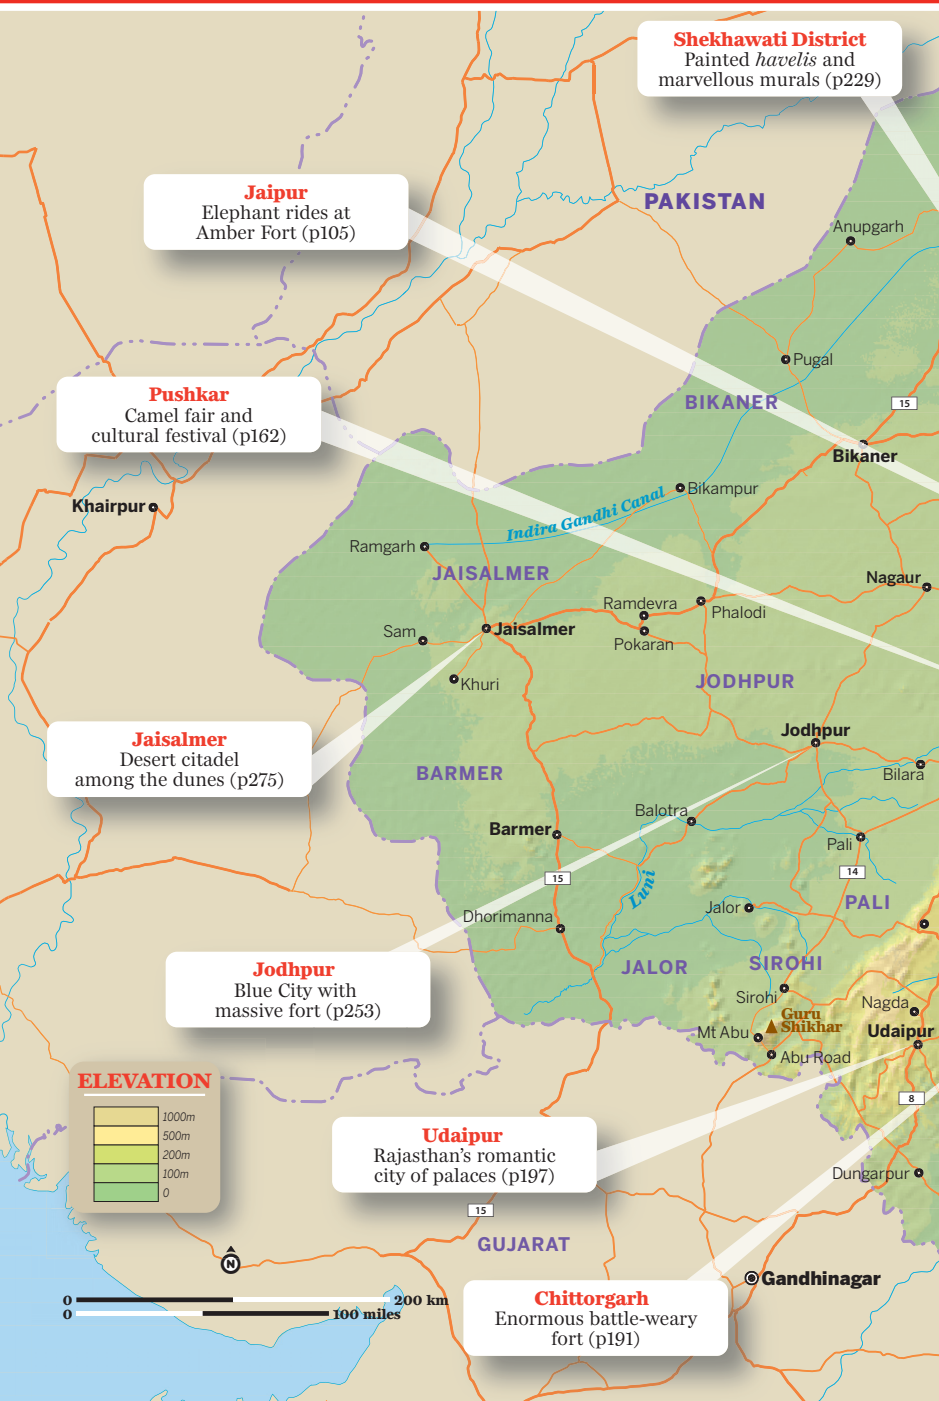 Shekhawati District
Painted havelis and
marvellous murals (p229)
Jaipur
Elephant rides at
Amber Fort (p105)
PAKISTAN
Anupgarh
Pugal
Pushkar
Camel fair and
cultural festival (p162)
BIKANER
15
Bikaner
Khairpur
Bikampur
Indira Gandhi Canal
Ramgarh
JAISALMER
Nagaur
Ramdevra
Phalodi
Sam
Jaisalmer
Pokaran
Khuri
JODHPUR
Jaisalmer
Desert citadel
among the dunes (p275)
Jodhpur
BARMER
Bilara
Balotra
Barmer
Pali
15
14
Luni
PALI
Jalor
Dhorimanna
Jodhpur
Blue City with
massive fort (p253)
JALOR
SIROHI
Sirohi
Nagda
Guru
Shikhar
Mt Abu
Udaipur
Abu Road
ELEVATION
1000m
500m
200m
100m
0
8
Udaipur
Rajasthan's romantic
city of palaces (p197)
Dungarpur
15
GUJARAT
N
Gandhinagar
0 200 km
0 100 miles
Chittorgarh
Enormous battle-weary
fort (p191)